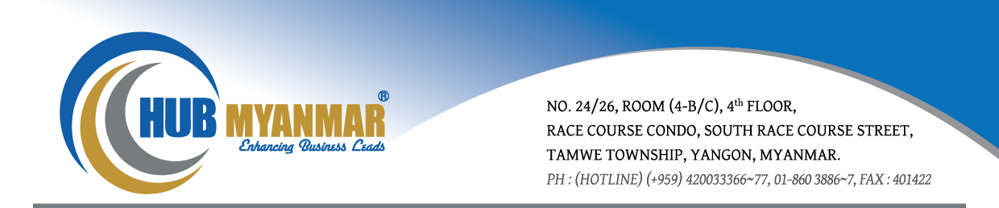 HUB MYANMAR®
Enhancing Business Leads
NO. 24/26, ROOM (4-B/C), 4th FLOOR,
RACE COURSE CONDO, SOUTH RACE COURSE STREET,
TAMWE TOWNSHIP, YANGON, MYANMAR.
PH : (HOTLINE) (+959) 420033366~77, 01-860 3886~7, FAX : 401422